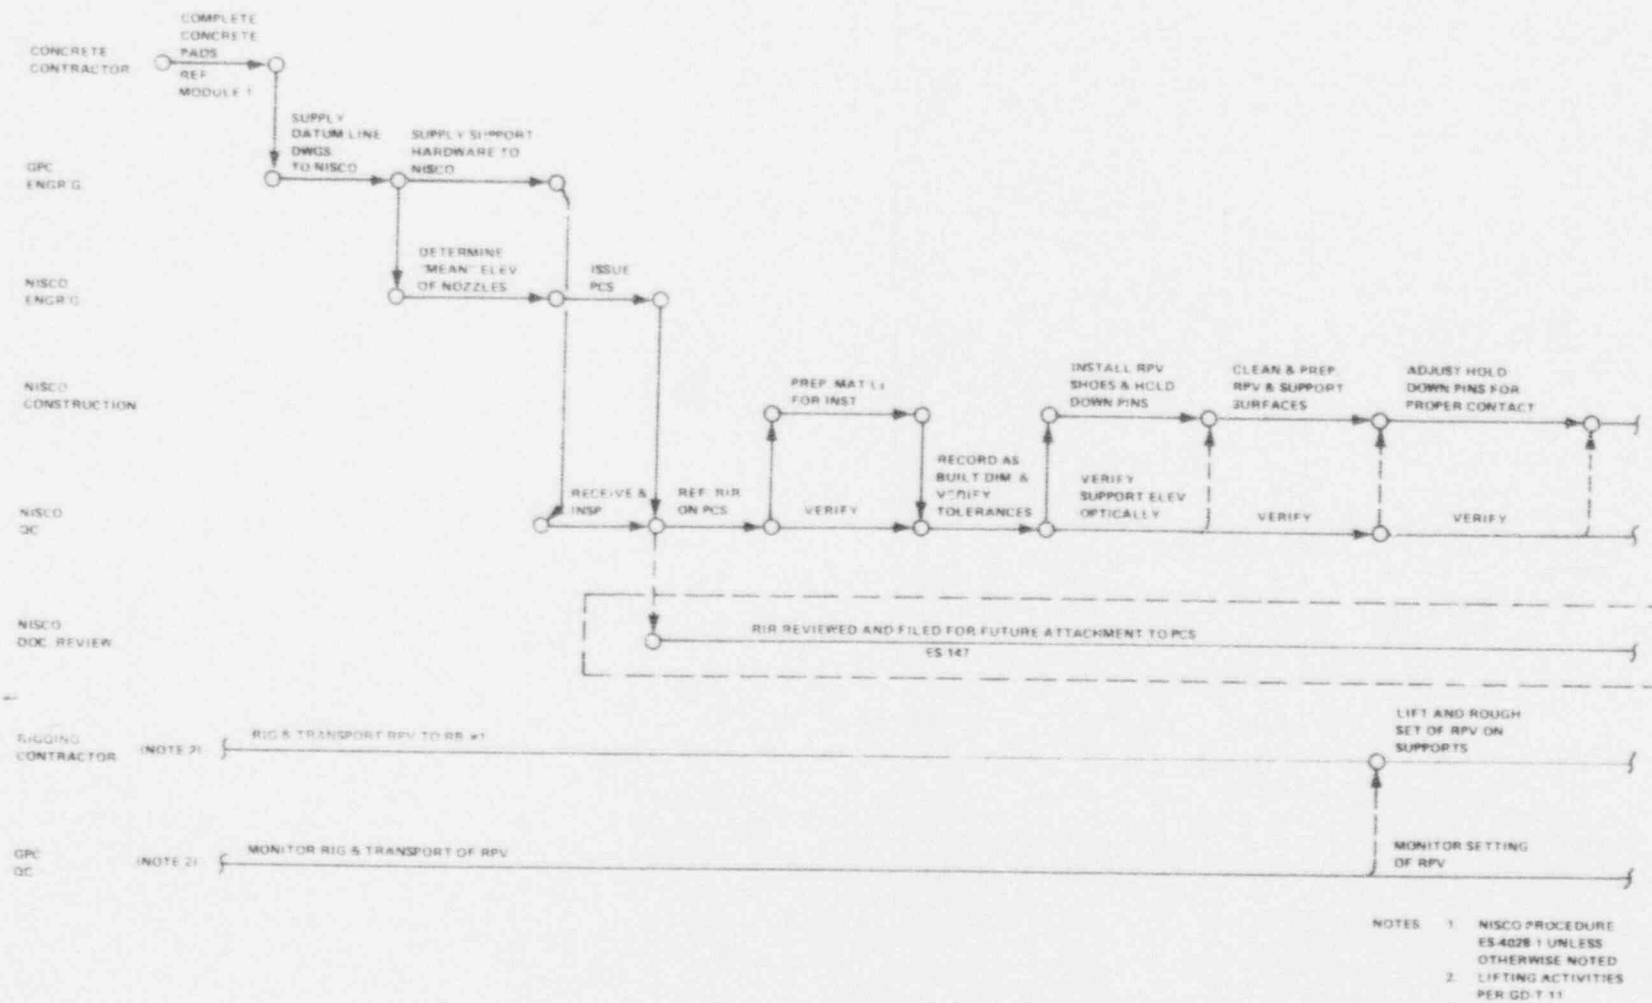 COMPLETE
CONCRETE
PADS
CONCRETE
CONTRACTOR
REF
MODULE 1
SUPPLY
DATUM LINE
DWGS
TO NISCO
SUPPLY SUPPORT
HARDWARE TO
NISCO
GPC
ENGR'G
DETERMINE
"MEAN" ELEV
OF NOZZLES
ISSUE
PCS
NISCO
ENGR'G
NISCO
CONSTRUCTION
PREP. MAT'LS
FOR INST
INSTALL RPV
SHOES & HOLD
DOWN PINS
CLEAN & PREP
RPV & SUPPORT
SURFACES
ADJUST HOLD
DOWN PINS FOR
PROPER CONTACT
NISCO
QC
RECEIVE &
INSP
REF. RIR
ON PCS
VERIFY
RECORD AS
BUILT DIM. &
VERIFY
TOLERANCES
VERIFY
SUPPORT ELEV
OPTICALLY
VERIFY
VERIFY
NISCO
DOC. REVIEW
RIR REVIEWED AND FILED FOR FUTURE ATTACHMENT TO PCS
ES-147
RIGGING
CONTRACTOR
(NOTE 2)
RIG & TRANSPORT RPV TO RB #1
LIFT AND ROUGH
SET OF RPV ON
SUPPORTS
GPC
QC
(NOTE 2)
MONITOR RIG & TRANSPORT OF RPV
MONITOR SETTING
OF RPV
NOTES 1. NISCO PROCEDURE
ES-4028-1 UNLESS
OTHERWISE NOTED
2. LIFTING ACTIVITIES
PER GD-T-11